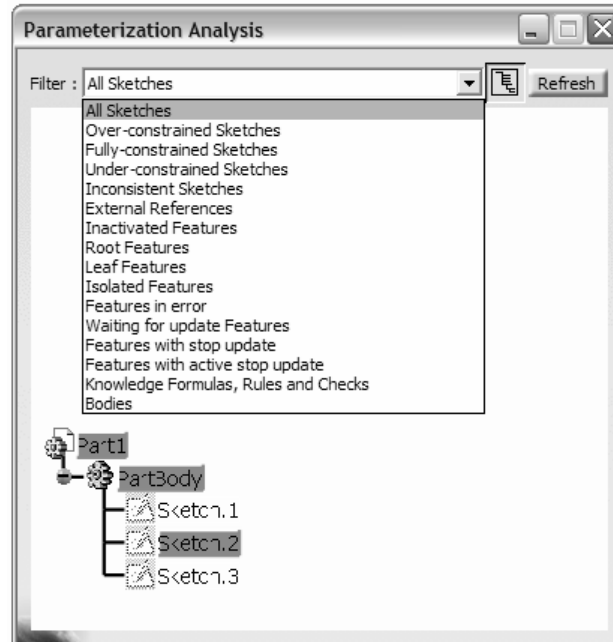 Parameterization Analysis
Filter : All Sketches Refresh
All Sketches
Over-constrained Sketches
Fully-constrained Sketches
Under-constrained Sketches
Inconsistent Sketches
External References
Inactivated Features
Root Features
Leaf Features
Isolated Features
Features in error
Waiting for update Features
Features with stop update
Features with active stop update
Knowledge Formulas, Rules and Checks
Bodies
Part1
PartBody
Sketch.1
Sketch.2
Sketch.3